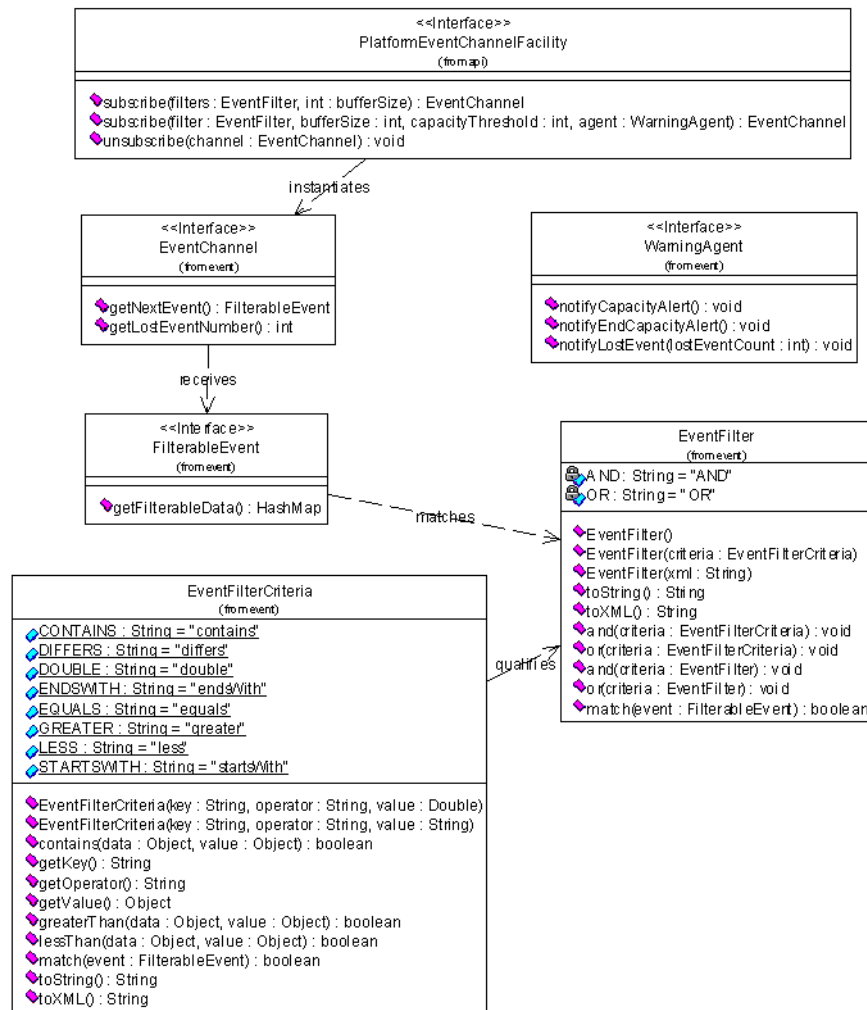 <<Interface>>
PlatformEventChannelFacility
(from api)
subscribe(filters : EventFilter, int : bufferSize) : EventChannel
subscribe(filter : EventFilter, bufferSize : int, capacityThreshold : int, agent : WarningAgent) : EventChannel
unsubscribe(channel : EventChannel) : void
instantiates
<<Interface>>
EventChannel
(from event)
getNextEvent() : FilterableEvent
getLostEventNumber() : int
<<Interface>>
WarningAgent
(from event)
notifyCapacityAlert() : void
notifyEndCapacityAlert() : void
notifyLostEvent(lostEventCount : int) : void
receives
<<Interface>>
FilterableEvent
(from event)
getFilterableData() : HashMap
matches
EventFilter
(from event)
AND : String = "AND"
OR : String = "OR"
EventFilter()
EventFilter(criteria : EventFilterCriteria)
EventFilter(xml : String)
toString() : String
toXML() : String
and(criteria : EventFilterCriteria) : void
or(criteria : EventFilterCriteria) : void
and(criteria : EventFilter) : void
or(criteria : EventFilter) : void
match(event : FilterableEvent) : boolean
qualifies
EventFilterCriteria
(from event)
CONTAINS : String = "contains"
DIFFERS : String = "differs"
DOUBLE : String = "double"
ENDSWITH : String = "endsWith"
EQUALS : String = "equals"
GREATER : String = "greater"
LESS : String = "less"
STARTSWITH : String = "startsWith"
EventFilterCriteria(key : String, operator : String, value : Double)
EventFilterCriteria(key : String, operator : String, value : String)
contains(data : Object, value : Object) : boolean
getKey() : String
getOperator() : String
getValue() : Object
greaterThan(data : Object, value : Object) : boolean
lessThan(data : Object, value : Object) : boolean
match(event : FilterableEvent) : boolean
toString() : String
toXML() : String